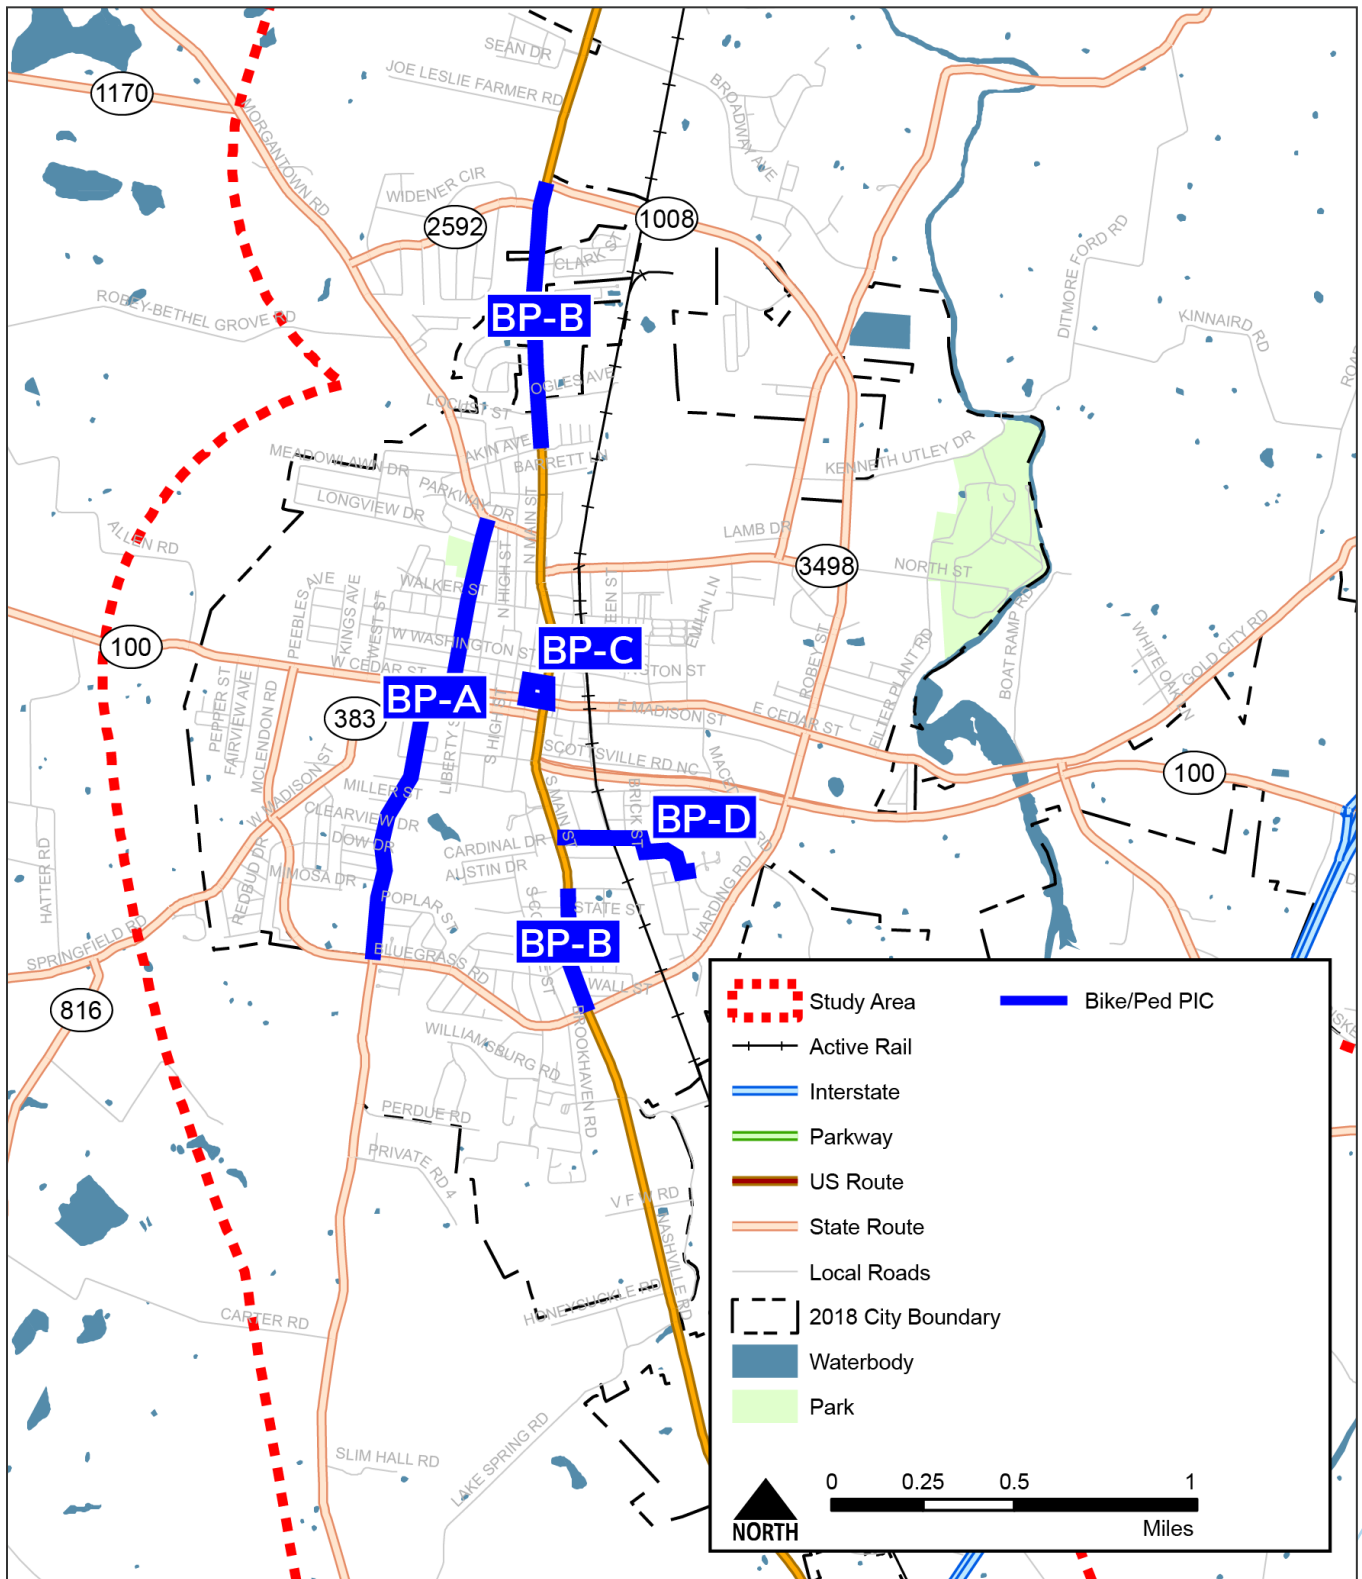 SEAN DR
JOE LESLIE FARMER RD
BROADWAY AVE
1170
MORGANTOWN RD
WIDENER CIR
2592
1008
CLARK ST
DITMORE FORD RD
ROBEY-BETHEL GROVE RD
BP-B
KINNAIRD RD
OGLES AVE
LOCUST ST
AKIN AVE
BARRETT LN
MEADOWLAWN DR
KENNETH UTLEY DR
LONGVIEW DR
PARKWAY DR
N MAIN ST
ALLEN RD
LAMB DR
3498
NORTH ST
N HIGH ST
WALKER ST
PEEBLES AVE
KINGS AVE
WEST ST
EEN ST
EMILIN LN
W WASHINGTON ST
BP-C
GTON ST
100
W CEDAR ST
ROBEY ST
EILTER PLANT RD
BOAT RAMP RD
WHITE OAK LN
GOLD CITY RD
BP-A
383
PEPPER ST
FAIRVIEW AVE
MCLENDON RD
LIBERTY S
S HIGH ST
E MADISON ST
E CEDAR ST
SCOTTSVILLE RD NC
100
W MADISON ST
MILLER ST
S MAIN ST
BRICK ST
BP-D
CLEARVIEW DR
DOW DR
CARDINAL DR
AUSTIN DR
HATTER RD
REDBUD DR
MIMOSA DR
HARDING RD
POPLAR ST
STATE ST
SPRINGFIELD RD
BP-B
BLUEGRASS RD
WALL ST
816
WILLIAMSBURG RD
BROOKHAVEN RD
PERDUE RD
PRIVATE RD 4
V F W RD
NASHVILLE RD
HONEYSUCKLE RD
CARTER RD
SLIM HALL RD
LAKE SPRING RD
Study Area
Bike/Ped PIC
Active Rail
Interstate
Parkway
US Route
State Route
Local Roads
2018 City Boundary
Waterbody
Park
0 0.25 0.5 1
Miles
NORTH